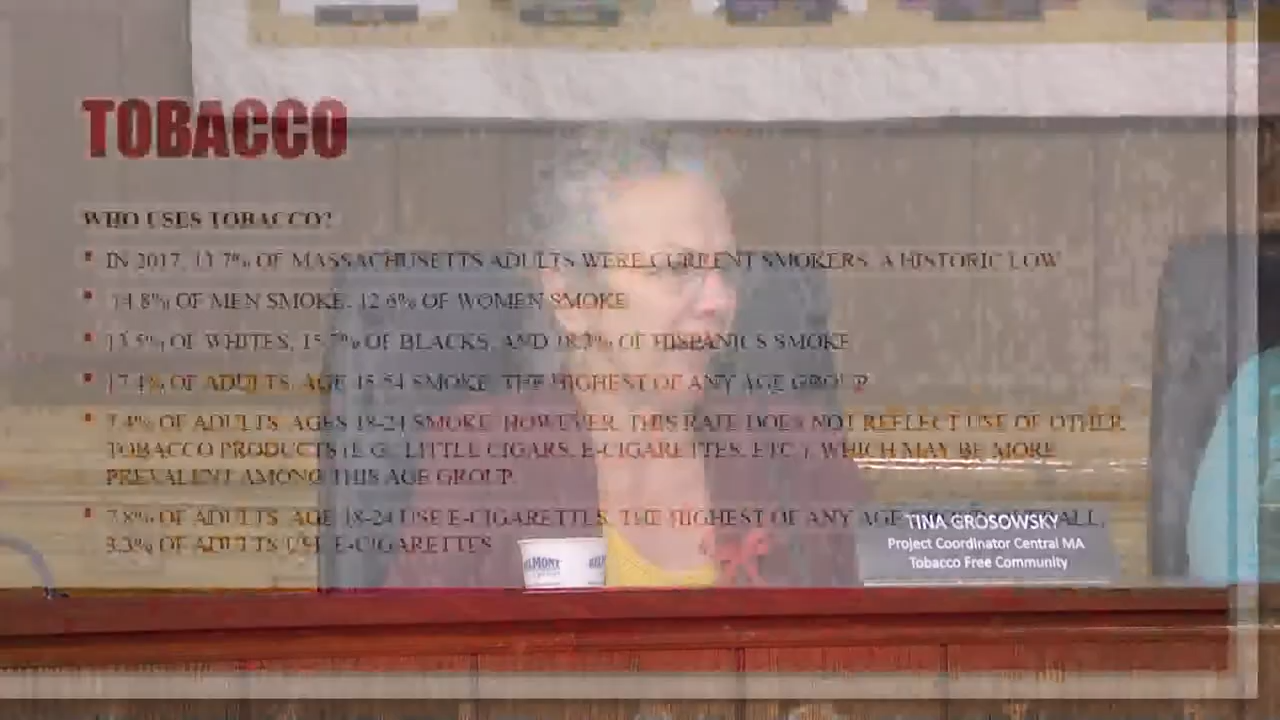 TOBACCO
WHO USES TOBACCO?
IN 2017, 13.7% OF MASSACHUSETTS ADULTS WERE CURRENT SMOKERS, A HISTORIC LOW
14.8% OF MEN SMOKE, 12.6% OF WOMEN SMOKE
13.5% OF WHITES, 15.7% OF BLACKS, AND OF HISPANICS SMOKE
OF ADULTS, AGE SMOKE, THE HIGHEST OF ANY AGE GROUP
7.4% OF ADULTS, AGES 18-24 SMOKE. HOWEVER, THIS RATE DOES NOT REFLECT USE OF OTHER
TOBACCO PRODUCTS (E.G., LITTLE CIGARS, E-CIGARETTES, ETC.), WHICH MAY BE MORE
PREVALENT AMONG THIS AGE GROUP
7.8% OF ADULTS, AGE 18-24 USE E-CIGARETTES, THE HIGHEST OF ANY AGE
3.3% OF ADULTS USE E-CIGARETTES
TINA GROSOWSKY
Project Coordinator Central MA
Tobacco Free Community